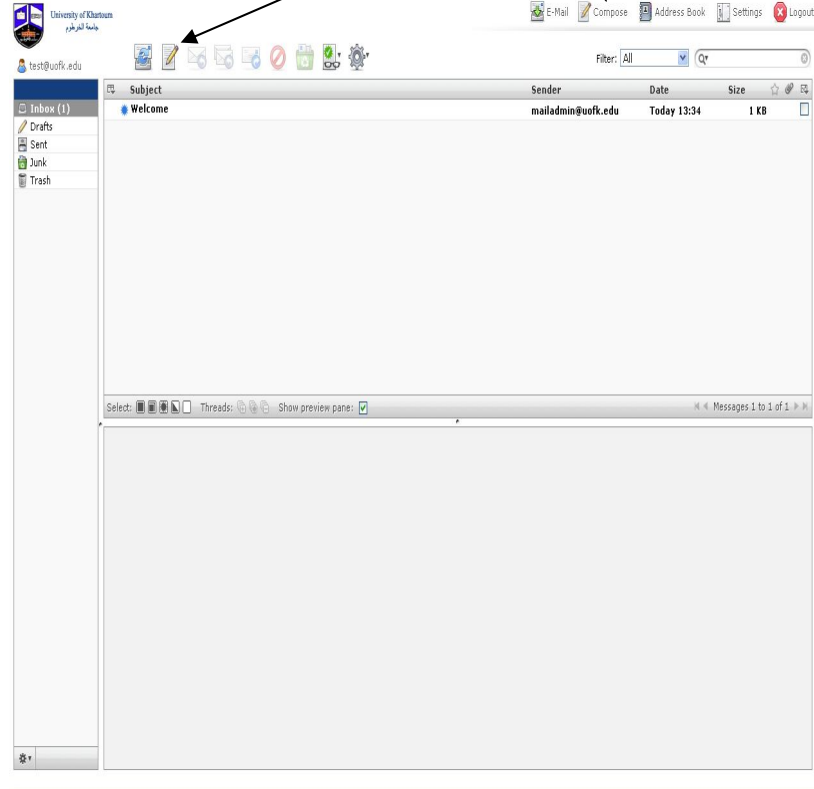 University of Khartoum
جامعة الخرطوم
E-Mail Compose Address Book Settings Logout
test@uofk.edu
Filter: All
Subject Sender Date Size
Inbox (1)
Welcome mailadmin@uofk.edu Today 13:34 1 KB
Drafts
Sent
Junk
Trash
Select: Threads: Show preview pane: Messages 1 to 1 of 1